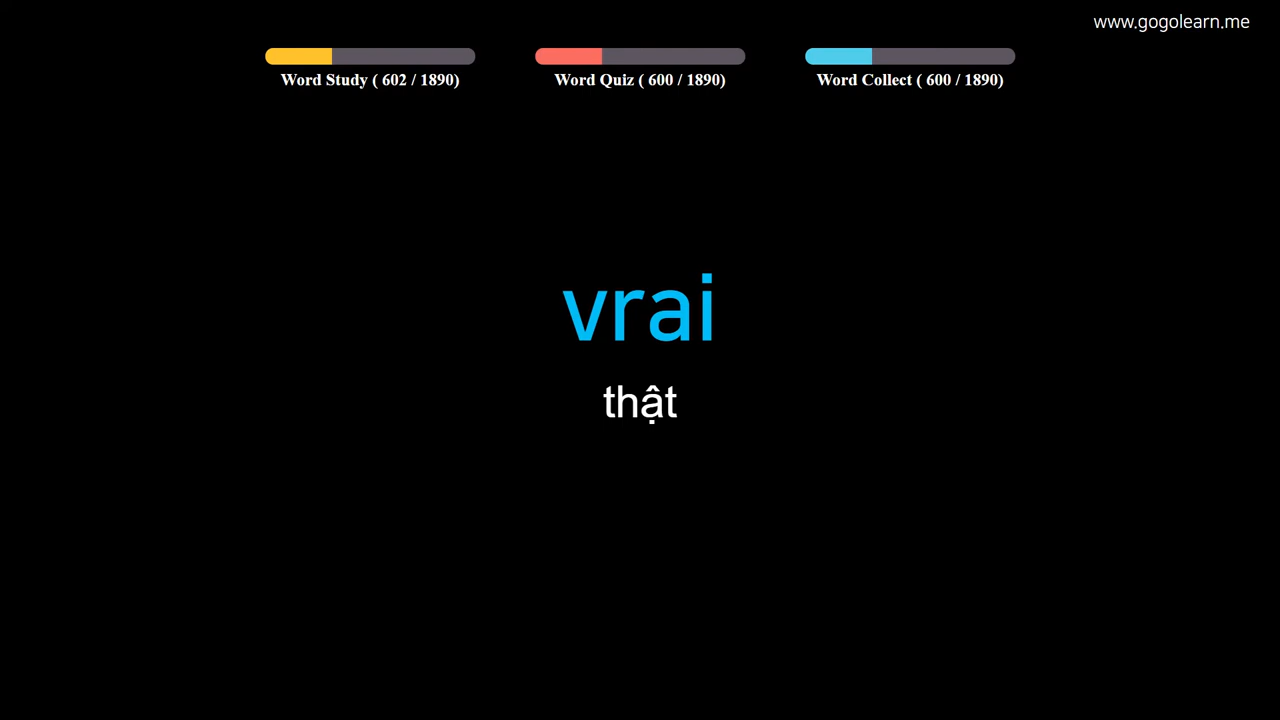 www.gogolearn.me
Word Study ( 602 / 1890)
Word Quiz ( 600 / 1890)
Word Collect ( 600 / 1890)
vrai
thật